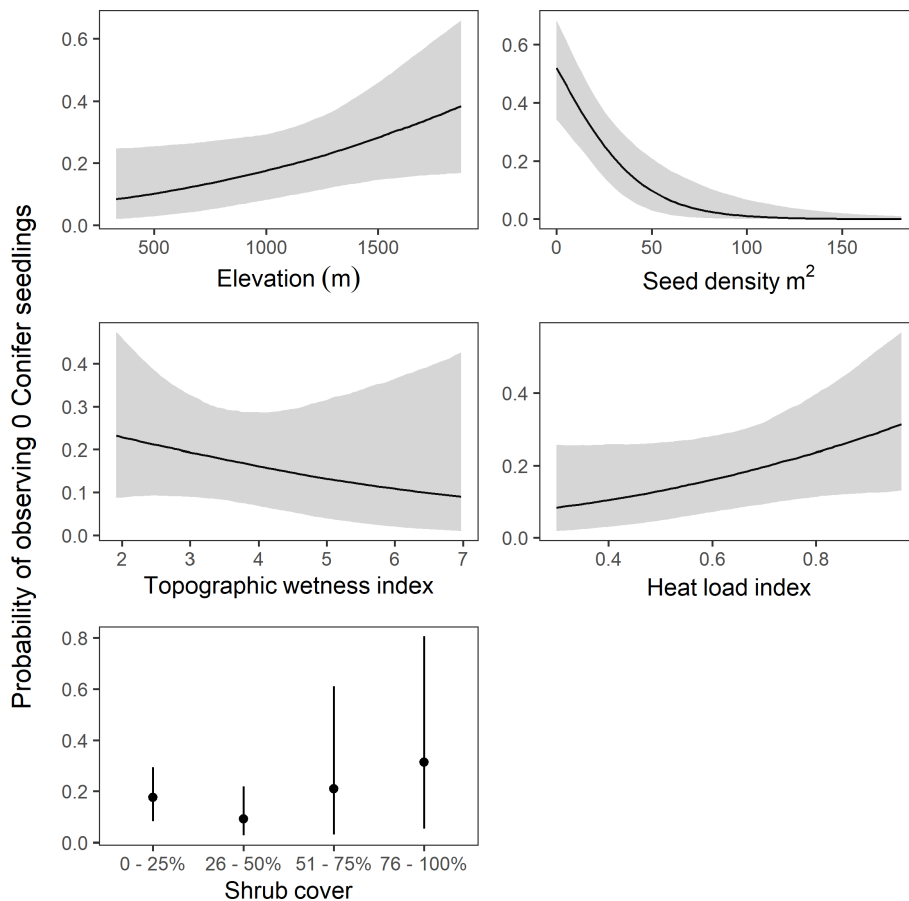 Probability of observing 0 Conifer seedlings
0.6
0.4
0.2
0.0
500 1000 1500
Elevation (m)
0.6
0.4
0.2
0.0
0 50 100 150
Seed density m²
0.4
0.3
0.2
0.1
0.0
2 3 4 5 6 7
Topographic wetness index
0.4
0.2
0.0
0.4 0.6 0.8
Heat load index
0.8
0.6
0.4
0.2
0.0
0 - 25% 26 - 50% 51 - 75% 76 - 100%
Shrub cover